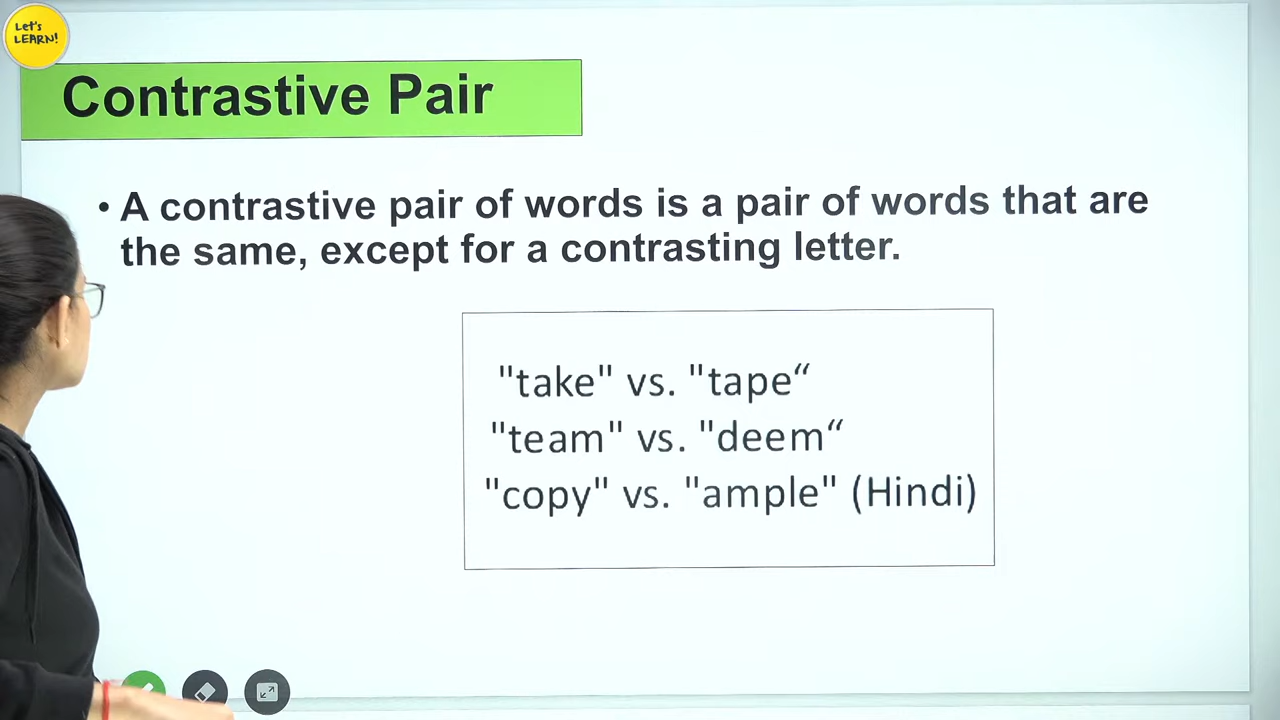 Let's
LEARN!
Contrastive Pair
• A contrastive pair of words is a pair of words that are
the same, except for a contrasting letter.
"take" vs. "tape“
"team" vs. "deem“
"copy" vs. "ample" (Hindi)